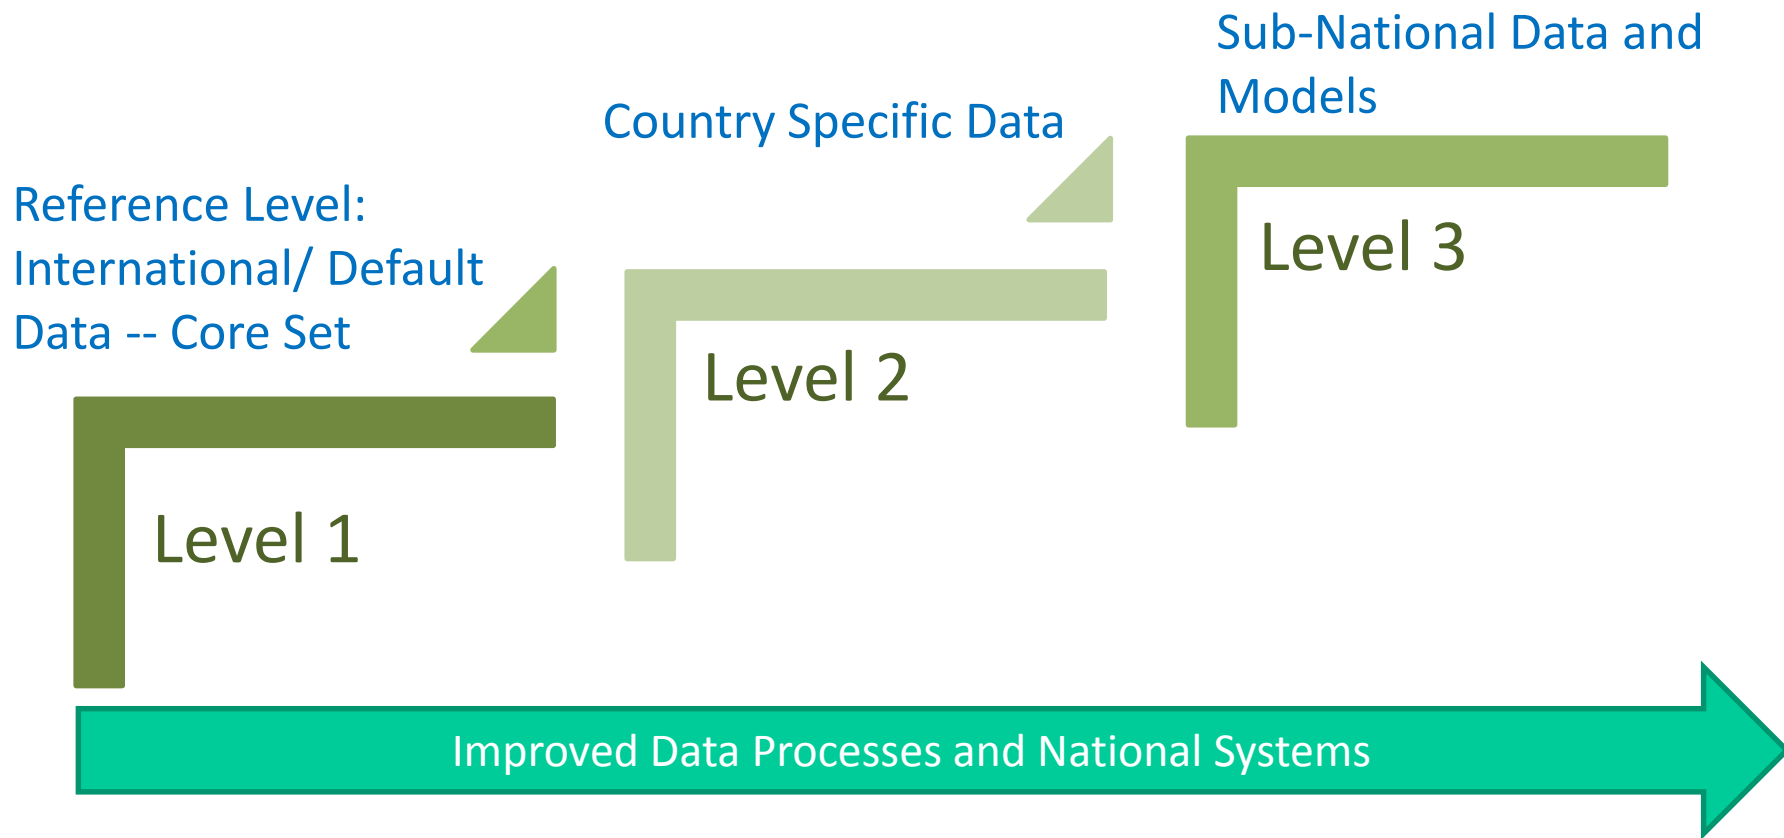 Sub-National Data and
Models
Country Specific Data
Reference Level:
International/ Default
Data -- Core Set
Level 3
Level 2
Level 1
Improved Data Processes and National Systems